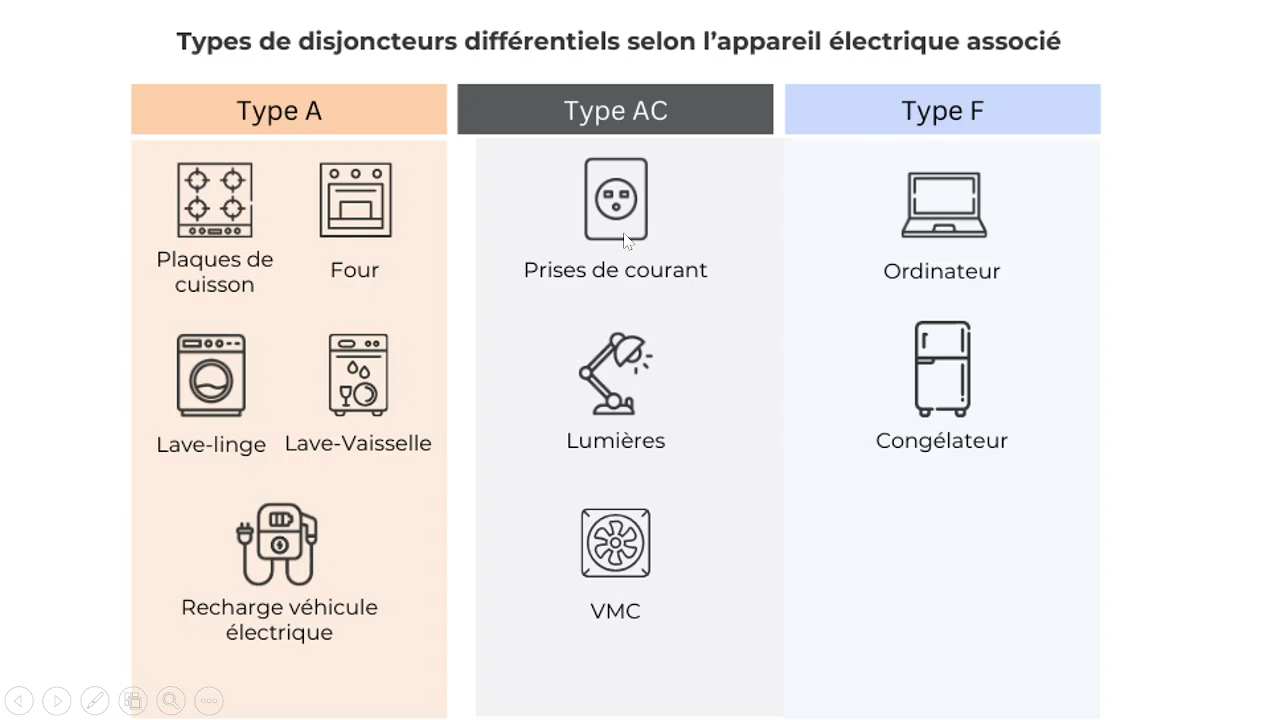 Types de disjoncteurs différentiels selon l’appareil électrique associé
Type A
Plaques de
cuisson
Four
Lave-linge
Lave-Vaisselle
Recharge véhicule
électrique
Type AC
Prises de courant
Lumières
VMC
Type F
Ordinateur
Congélateur